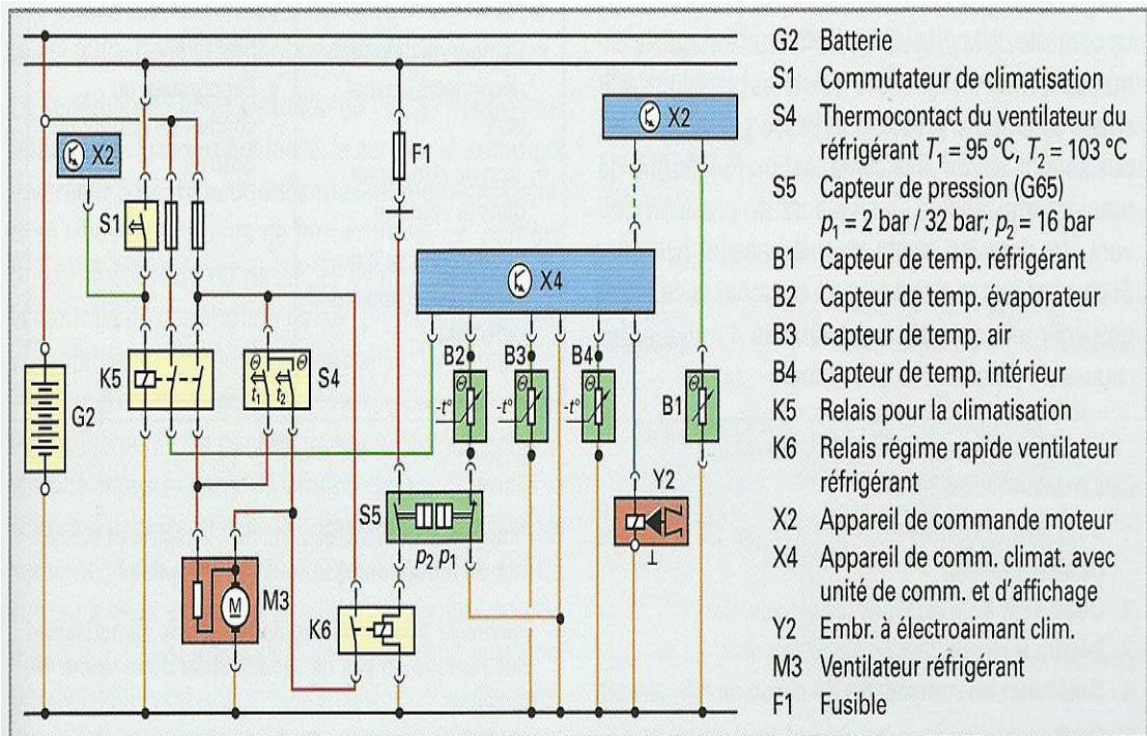 G2 Batterie
S1 Commutateur de climatisation
S4 Thermocontact du ventilateur du
réfrigérant T₁ = 95 °C, T₂ = 103 °C
S5 Capteur de pression (G65)
p₁ = 2 bar / 32 bar; p₂ = 16 bar
B1 Capteur de temp. réfrigérant
B2 Capteur de temp. évaporateur
B3 Capteur de temp. air
B4 Capteur de temp. intérieur
K5 Relais pour la climatisation
K6 Relais régime rapide ventilateur
réfrigérant
X2 Appareil de commande moteur
X4 Appareil de comm. climat. avec
unité de comm. et d'affichage
Y2 Embr. à électroaimant clim.
M3 Ventilateur réfrigérant
F1 Fusible
X2
X2
F1
S1
X4
B2
B3
B4
Θ
Θ
Θ
Θ
Θ
Θ
K5
t₁
t₂
S4
-t°
-t°
-t°
B1
-t°
G2
S5
p₂ p₁
Y2
M
M3
K6